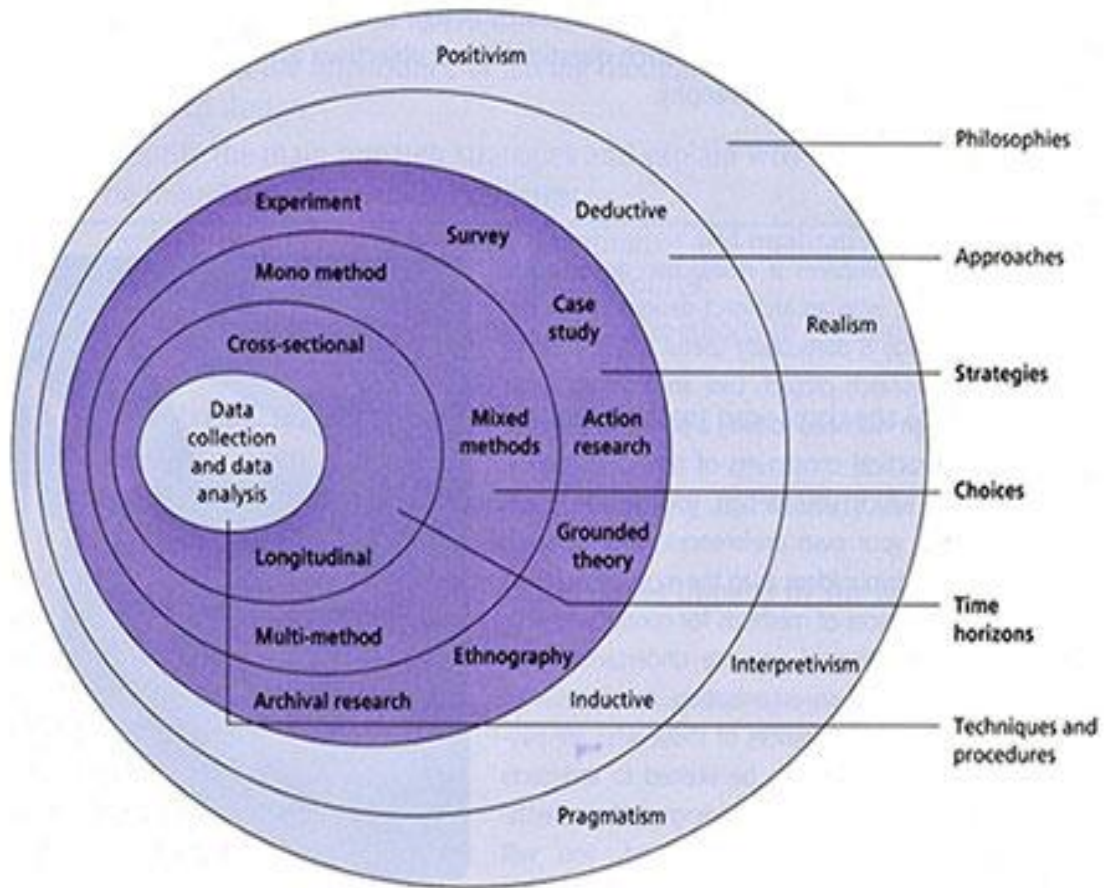 Positivism
Philosophies
Experiment
Deductive
Survey
Mono method
Approaches
Case
study
Realism
Cross-sectional
Strategies
Data
collection
and data
analysis
Mixed
methods
Action
research
Choices
Grounded
theory
Longitudinal
Time
horizons
Multi-method
Ethnography
Interpretivism
Archival research
Inductive
Techniques and
procedures
Pragmatism